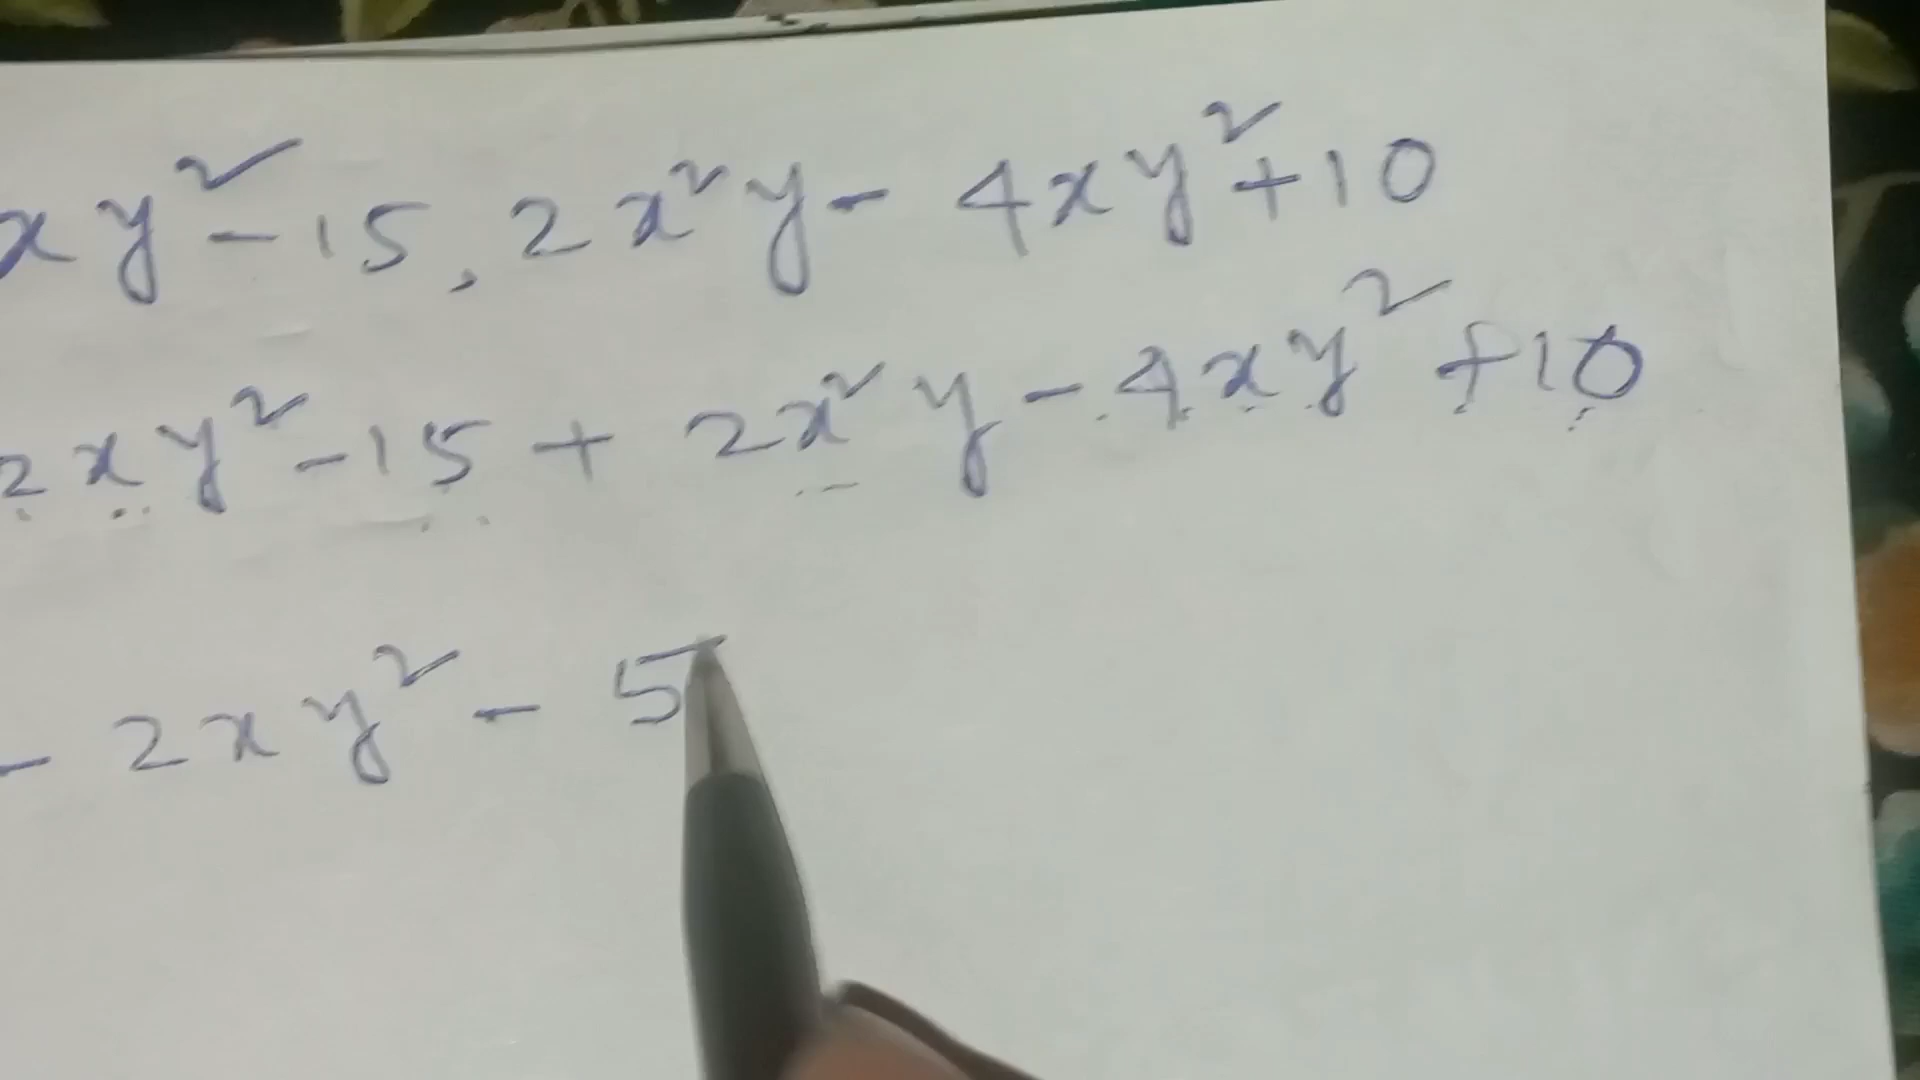 xy² - 15, 2x²y - 4xy² + 10
2xy² - 15 + 2x²y - 4xy² + 10
- 2xy² - 5